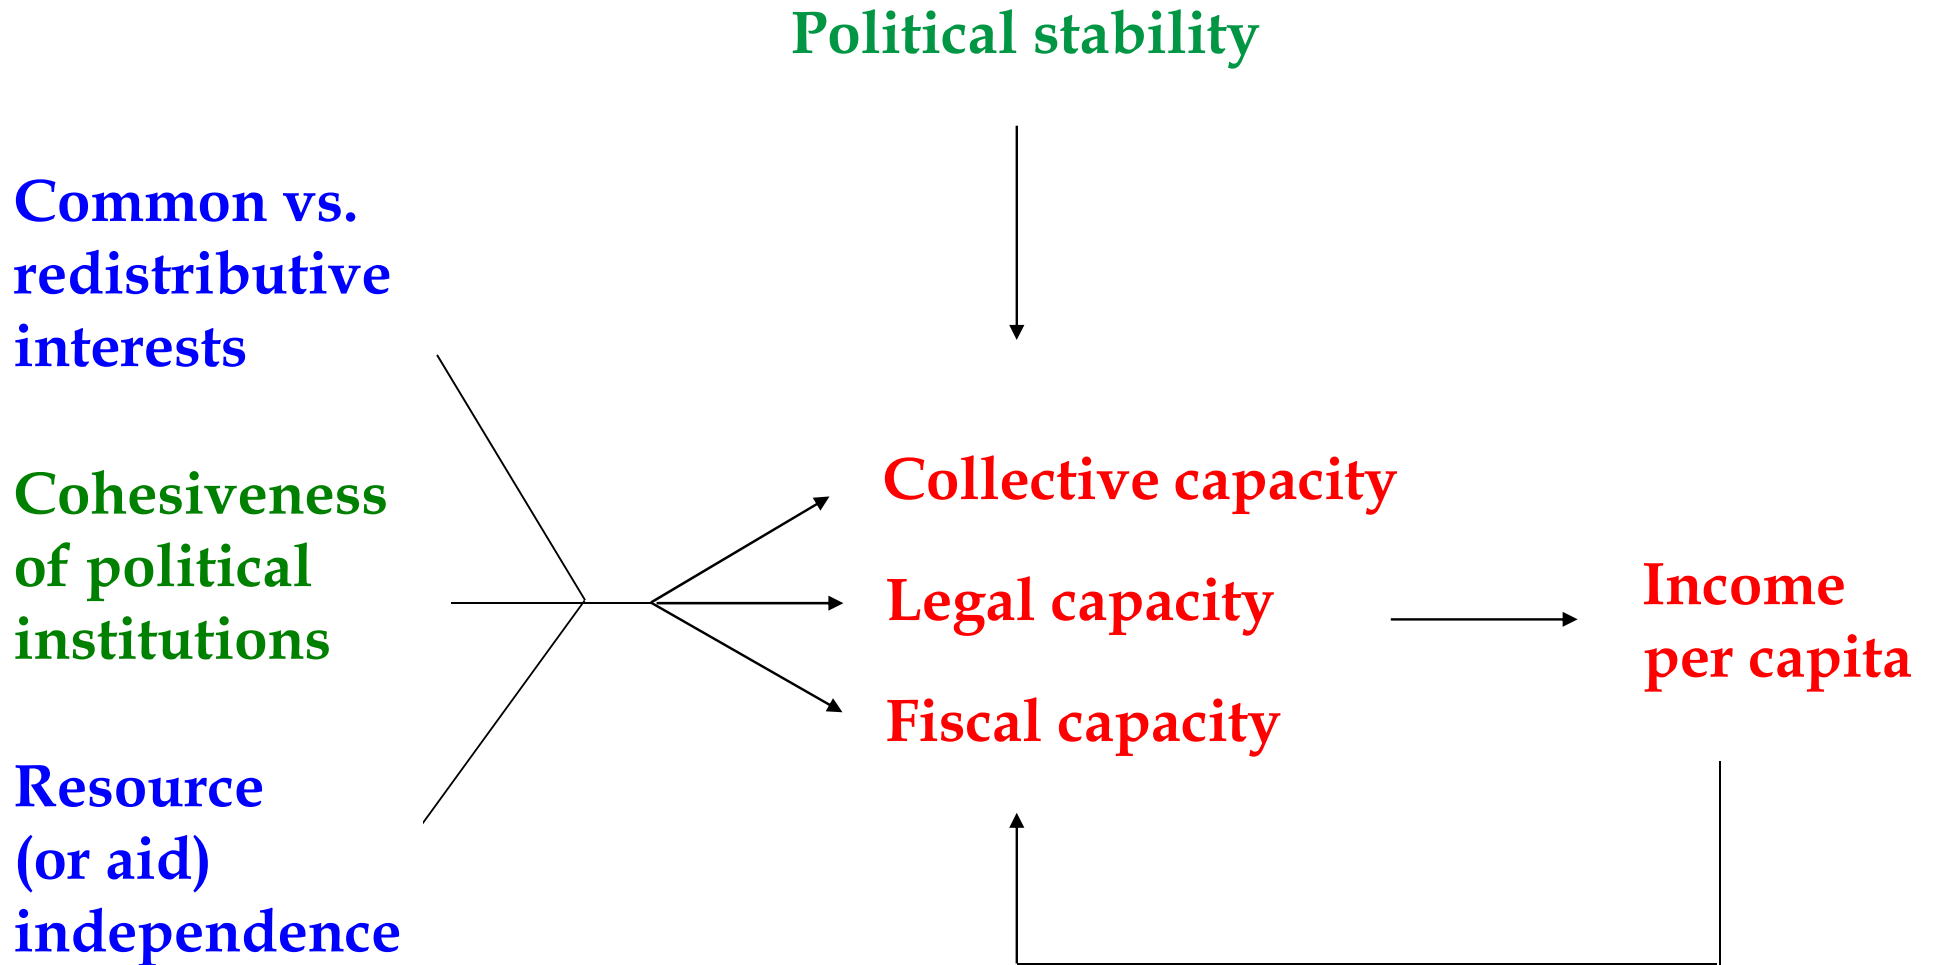 Political stability
Common vs.
redistributive
interests
Cohesiveness
of political
institutions
Resource
(or aid)
independence
Collective capacity
Legal capacity
Fiscal capacity
Income
per capita